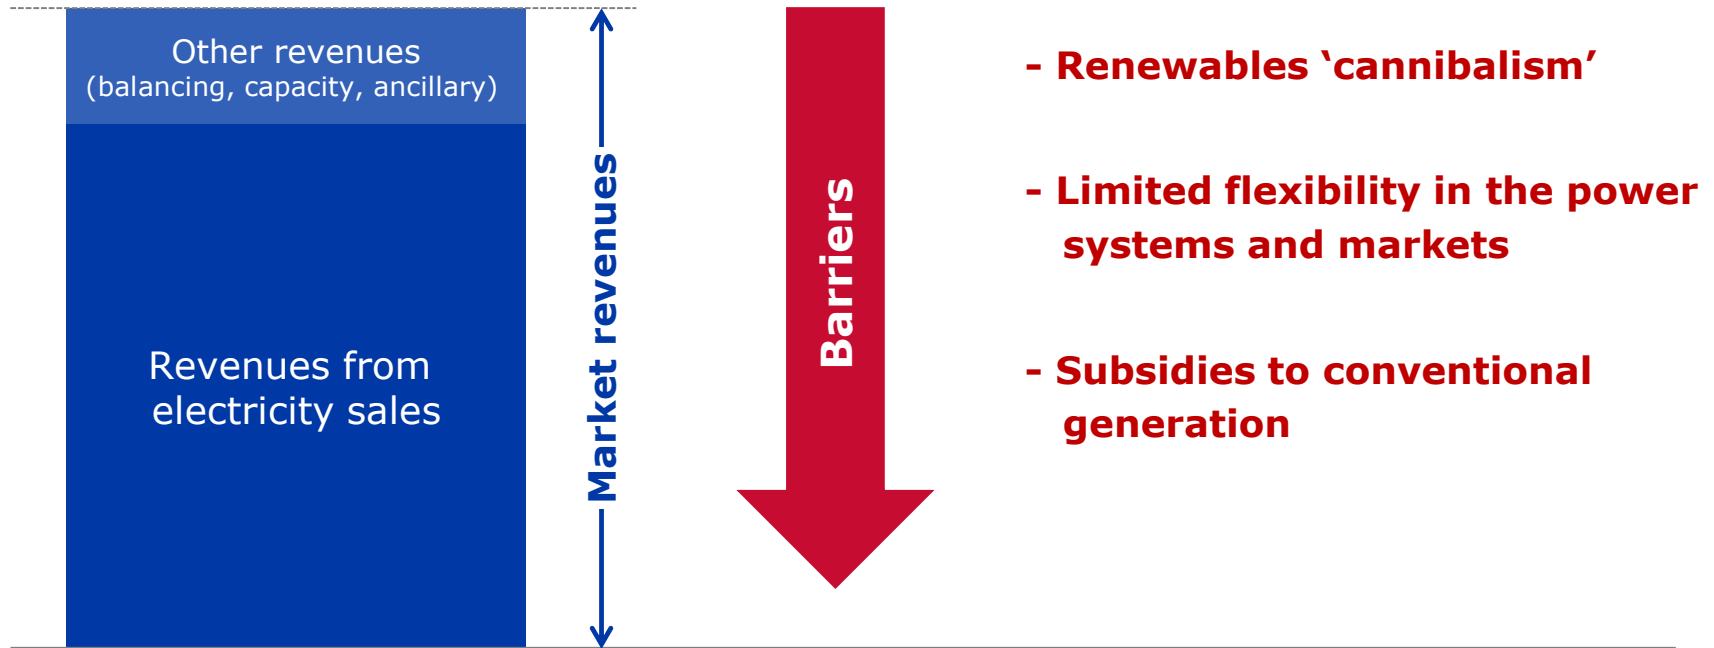 Other revenues
(balancing, capacity, ancillary)
Revenues from
electricity sales
Market revenues
Barriers
- Renewables ‘cannibalism’
- Limited flexibility in the power
systems and markets
- Subsidies to conventional
generation